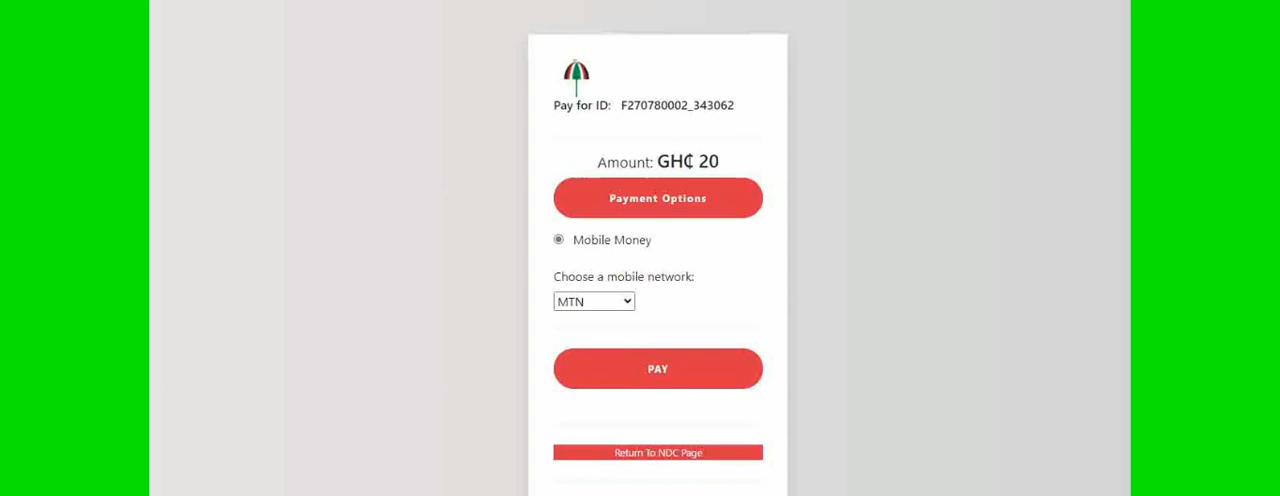 Pay for ID: F270780002_343062
Amount: GH₵ 20
Payment Options
Mobile Money
Choose a mobile network:
MTN
PAY
Return To NDC Page